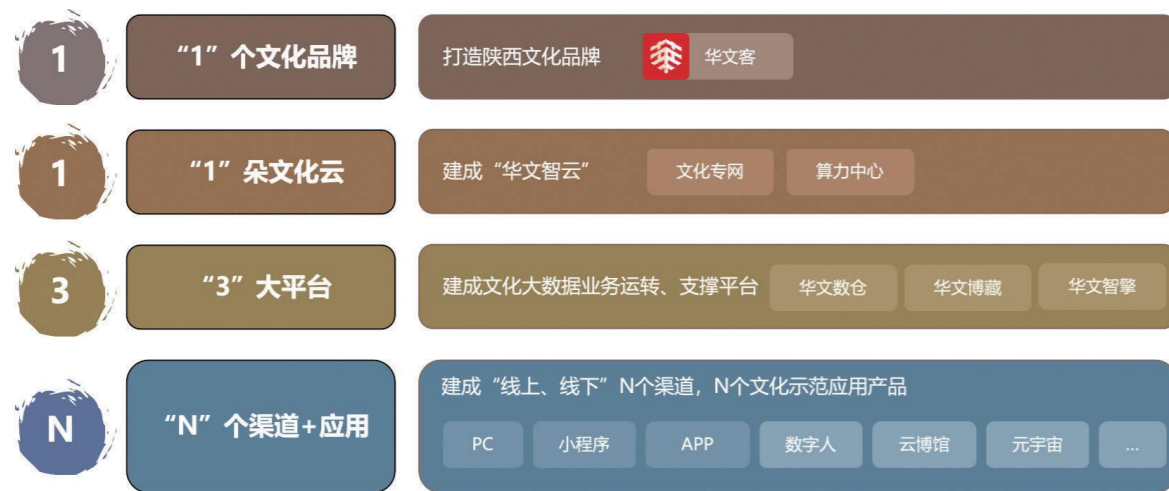 1
“1”个文化品牌
打造陕西文化品牌 华文客
1
“1”朵文化云
建成“华文智云” 文化专网 算力中心
3
“3”大平台
建成文化大数据业务运转、支撑平台 华文数仓 华文博藏 华文智擎
N
“N”个渠道+应用
建成“线上、线下”N个渠道，N个文化示范应用产品
PC 小程序 APP 数字人 云博馆 元宇宙 ...